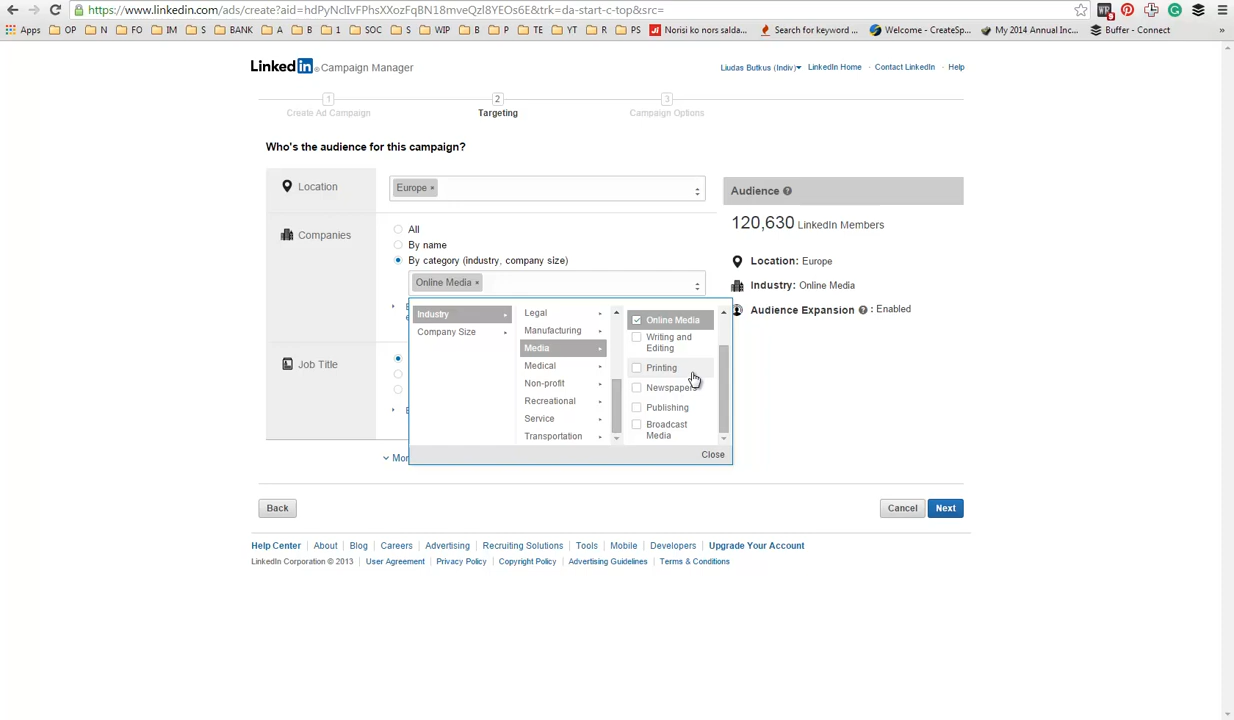 https://www.linkedin.com/ads/create?aid=hdPyNclIvFPhsXXozFqBN18mveQzl8YEOs6E&trk=da-start-c-top&src=
Apps OP N FO IM S BANK A B 1 SOC S WIP B P TE YT R PS Norisi ko nors salda... Search for keyword ... Welcome - CreateSp... My 2014 Annual Inc... Buffer - Connect »
Linked in ® Campaign Manager
Liudas Butkus (Indiv) LinkedIn Home Contact LinkedIn Help
1 2 3
Create Ad Campaign Targeting Campaign Options
Who's the audience for this campaign?
Location Europe ×
Audience ?
120,630 LinkedIn Members
Companies
All
By name
By category (industry, company size)
Online Media ×
Location: Europe
Industry: Online Media
Audience Expansion ? : Enabled
Industry
Company Size
Legal
Manufacturing
Media
Medical
Non-profit
Recreational
Service
Transportation
Online Media
Writing and
Editing
Printing
Newspapers
Publishing
Broadcast
Media
Close
Job Title
Mor
Back Cancel Next
Help Center About Blog Careers Advertising Recruiting Solutions Tools Mobile Developers Upgrade Your Account
LinkedIn Corporation © 2013 User Agreement Privacy Policy Copyright Policy Advertising Guidelines Terms & Conditions